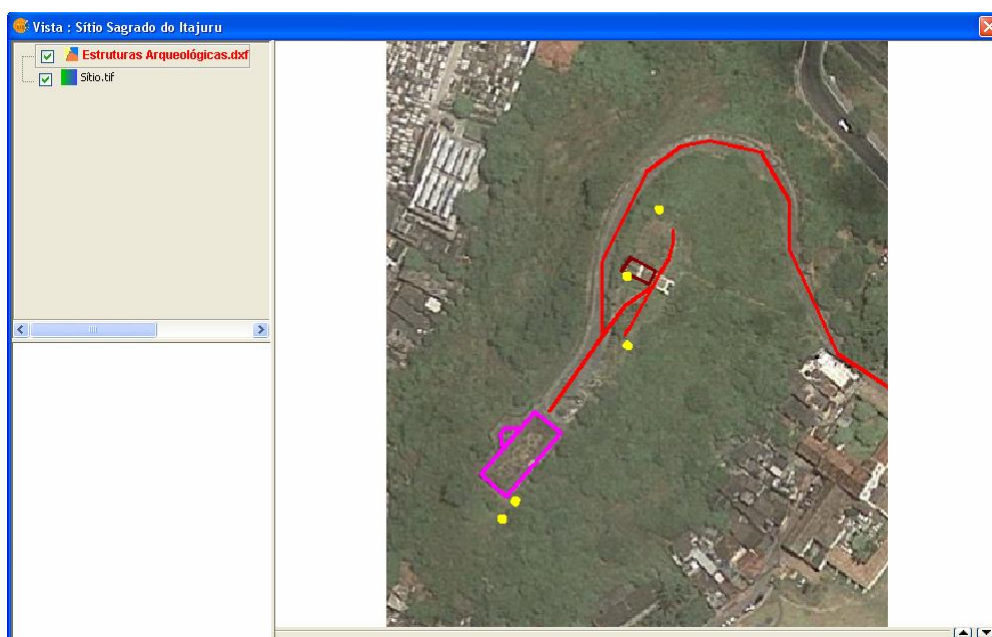 Vista : Sítio Sagrado do Itajuru
Estruturas Arqueológicas.dxf
Sítio.tif